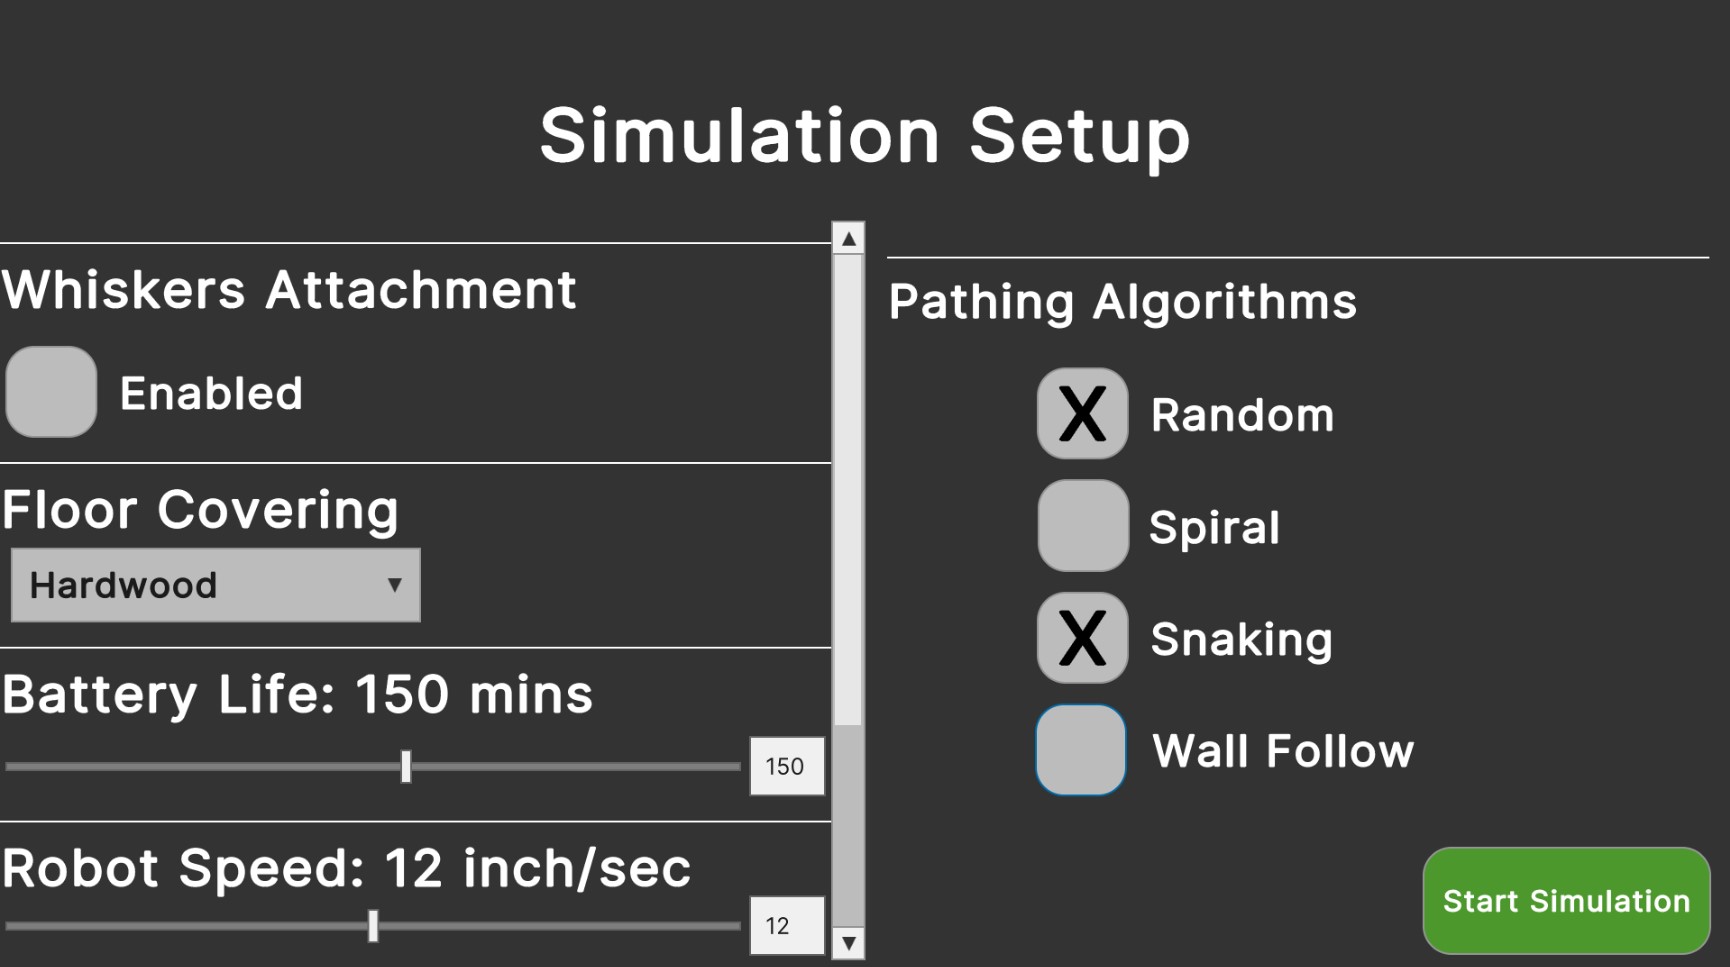 Simulation Setup
Whiskers Attachment
Enabled
Floor Covering
Hardwood
Battery Life: 150 mins
150
Robot Speed: 12 inch/sec
12
Pathing Algorithms
X Random
Spiral
X Snaking
Wall Follow
Start Simulation